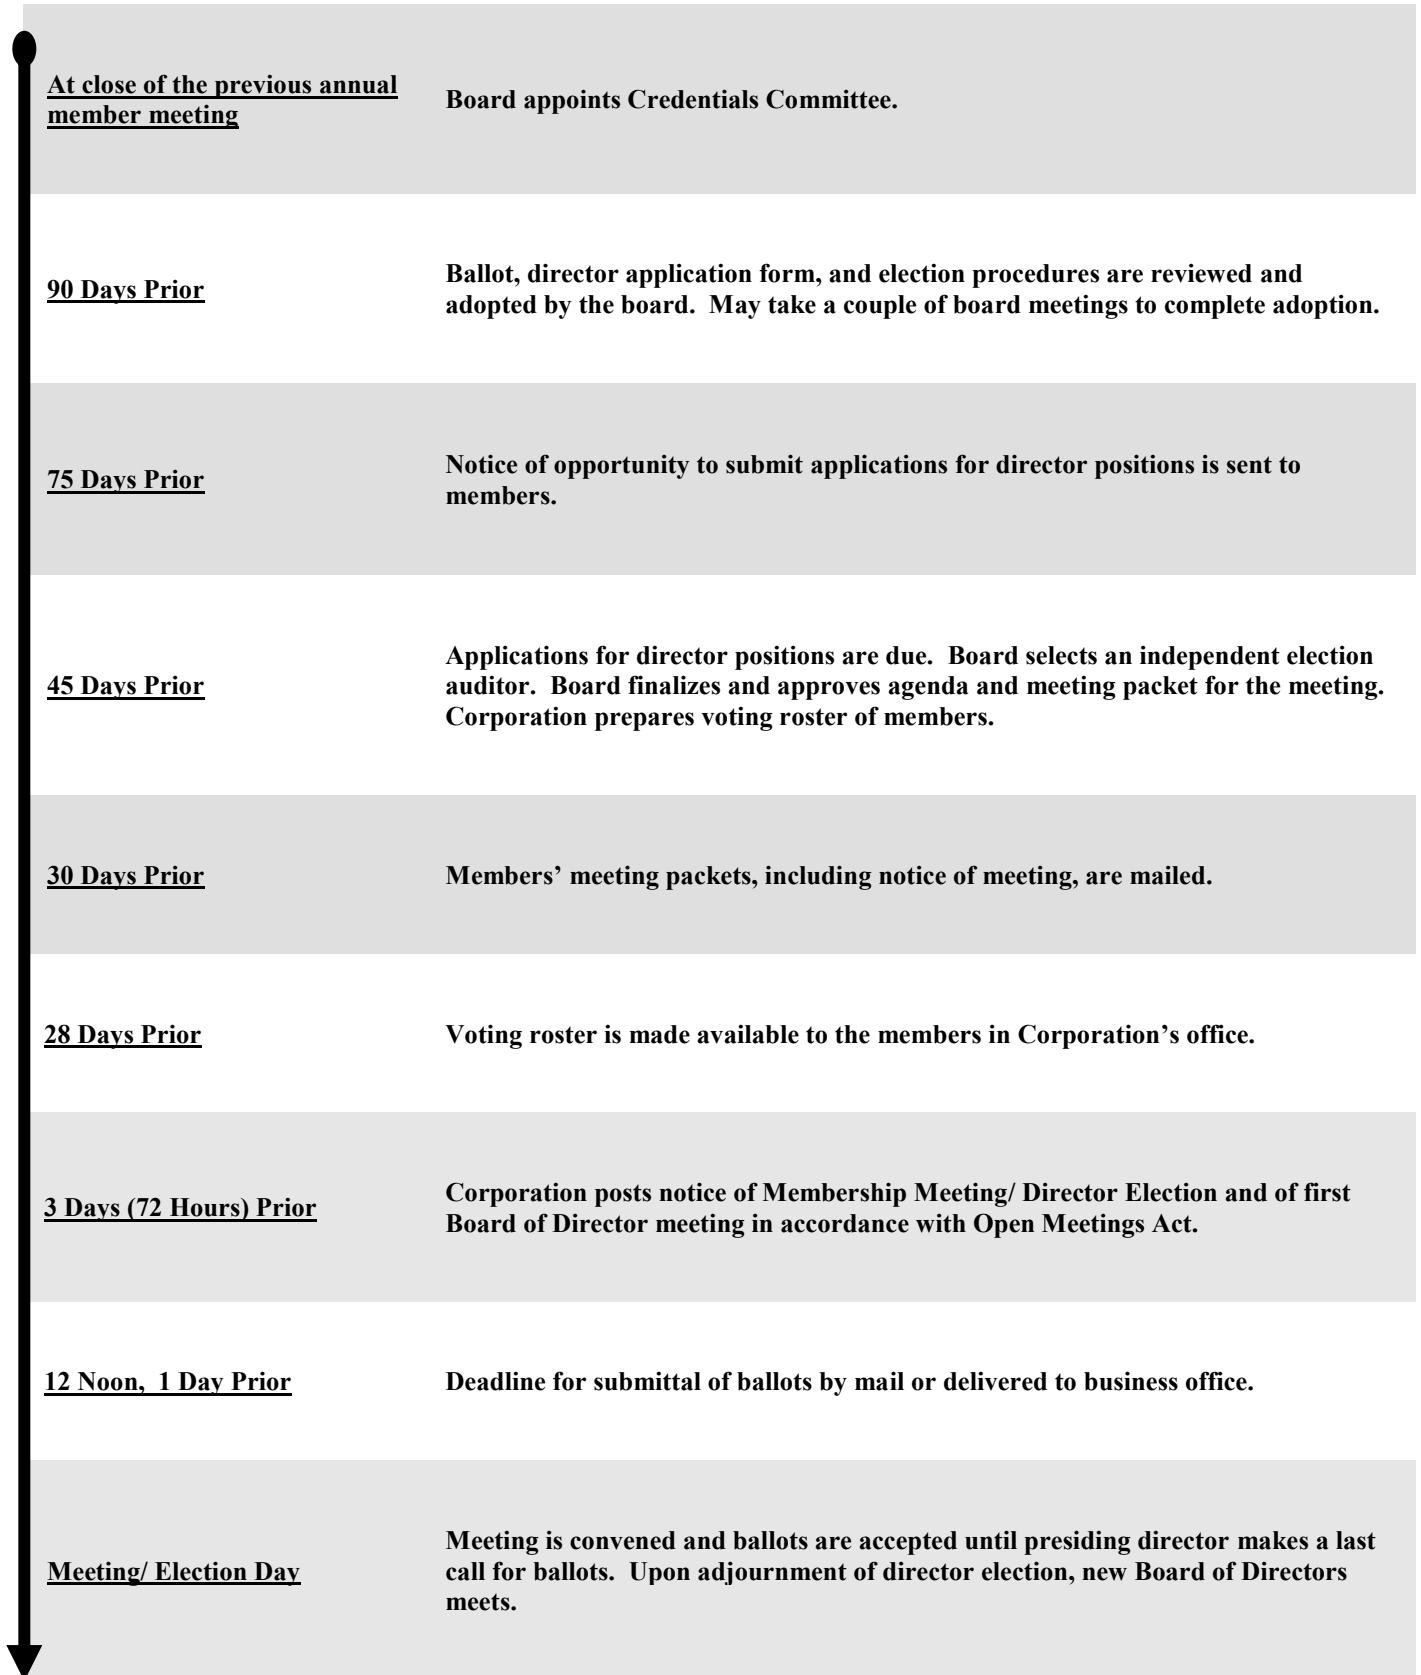 At close of the previous annual
member meeting
Board appoints Credentials Committee.
90 Days Prior
Ballot, director application form, and election procedures are reviewed and
adopted by the board.  May take a couple of board meetings to complete adoption.
75 Days Prior
Notice of opportunity to submit applications for director positions is sent to
members.
45 Days Prior
Applications for director positions are due.  Board selects an independent election
auditor.  Board finalizes and approves agenda and meeting packet for the meeting.
Corporation prepares voting roster of members.
30 Days Prior
Members’ meeting packets, including notice of meeting, are mailed.
28 Days Prior
Voting roster is made available to the members in Corporation’s office.
3 Days (72 Hours) Prior
Corporation posts notice of Membership Meeting/ Director Election and of first
Board of Director meeting in accordance with Open Meetings Act.
12 Noon,  1 Day Prior
Deadline for submittal of ballots by mail or delivered to business office.
Meeting/ Election Day
Meeting is convened and ballots are accepted until presiding director makes a last
call for ballots.  Upon adjournment of director election, new Board of Directors
meets.